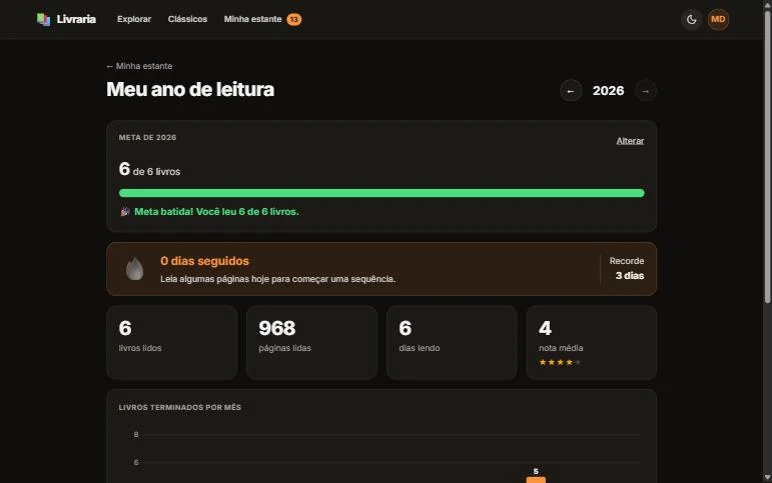 Livraria Explorar Clássicos Minha estante 13 MD
← Minha estante
Meu ano de leitura
← 2026 →
META DE 2026
Alterar
6 de 6 livros
Meta batida! Você leu 6 de 6 livros.
0 dias seguidos
Leia algumas páginas hoje para começar uma sequência.
Recorde
3 dias
6
livros lidos
968
páginas lidas
6
dias lendo
4
nota média
★★★★★
LIVROS TERMINADOS POR MÊS
8
6
5